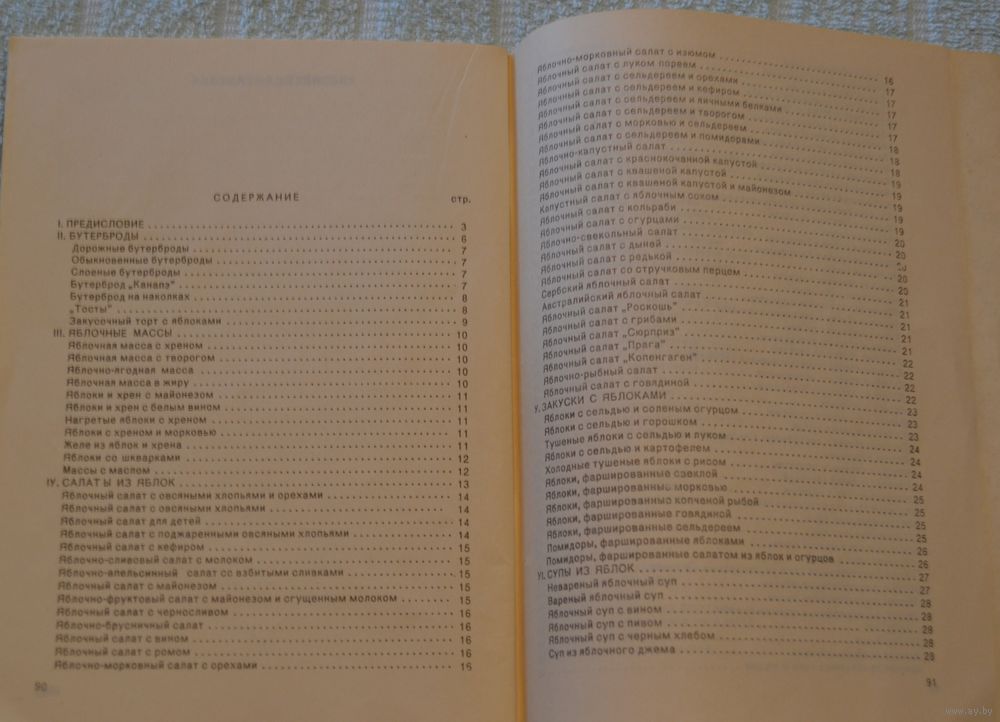 СОДЕРЖАНИЕ
стр.
I. ПРЕДИСЛОВИЕ 3
II. БУТЕРБРОДЫ 6
Дорожные бутерброды 7
Обыкновенные бутерброды 7
Слоеные бутерброды 7
Бутерброд „Канапэ" 7
Бутерброд на наколках 8
„Тосты" 8
Закусочный торт с яблоками 9
III. ЯБЛОЧНЫЕ МАССЫ 10
Яблочная масса с хреном 10
Яблочная масса с творогом 10
Яблочно-ягодная масса 10
Яблочная масса в жиру 10
Яблоки и хрен с майонезом 11
Яблоки и хрен с белым вином 11
Нагретые яблоки с хреном 11
Яблоки с хреном и морковью 11
Желе из яблок и хрена 11
Яблоки со шкварками 12
Массы с маслом 12
IУ. САЛАТЫ ИЗ ЯБЛОК 13
Яблочный салат с овсяными хлопьями и орехами 14
Яблочный салат с овсяными хлопьями 14
Яблочный салат для детей 14
Яблочный салат с поджаренными овсяными хлопьями 14
Яблочный салат с кефиром 15
Яблочно-сливовый салат с молоком 15
Яблочно-апельсинный салат со взбитыми сливками 15
Яблочный салат с майонезом 16
Яблочно-фруктовый салат с майонезом и сгущенным молоком 15
Яблочный салат с черносливом 16
Яблочно-брусничный салат 16
Яблочный салат с вином 16
Яблочный салат с ромом 16
Яблочно-морковный салат с орехами 16
90
Яблочно-морковный салат с изюмом 16
Яблочный салат с луком пореем 17
Яблочный салат с сельдереем и орехами 17
Яблочный салат с сельдереем и кефиром 17
Яблочный салат с сельдереем и яичными белками 17
Яблочный салат с сельдереем и творогом 17
Яблочный салат с морковью и сельдереем 18
Яблочный салат с сельдереем и помидорами 18
Яблочно-капустный салат 18
Яблочный салат с краснокочанной капустой 19
Яблочный салат с квашеной капустой 19
Яблочный салат с квашеной капустой и майонезом 19
Капустный салат с яблочным соком 19
Яблочный салат с кольраби 19
Яблочный салат с огурцами 20
Яблочно-свекольный салат 20
Яблочный салат с дыней 20
Яблочный салат с редькой 20
Яблочный салат со стручковым перцем 20
Сербский яблочный салат 21
Австралийский яблочный салат 21
Яблочный салат „Роскошь" 21
Яблочный салат с грибами 21
Яблочный салат „Сюрприз" 21
Яблочный салат „Прага" 22
Яблочный салат „Копенгаген" 22
Яблочно-рыбный салат 22
Яблочный салат с говядиной 22
У. ЗАКУСКИ С ЯБЛОКАМИ 23
Яблоки с сельдью и соленым огурцом 23
Яблоки с сельдью и горошком 23
Тушеные яблоки с сельдью и луком 24
Яблоки с сельдью и картофелем 24
Холодные тушеные яблоки с рисом 24
Яблоки, фаршированные свеклой 24
Яблоки, фаршированные морковью 25
Яблоки, фаршированные копченой рыбой 25
Яблоки, фаршированные говядиной 25
Яблоки, фаршированные сельдереем 25
Помидоры, фаршированные яблоками 26
Помидоры, фаршированные салатом из яблок и огурцов 26
УI. СУПЫ ИЗ ЯБЛОК 27
Невареный яблочный суп 27
Вареный яблочный суп 28
Яблочный суп с вином 28
Яблочный суп с пивом 28
Яблочный суп с черным хлебом 28
Суп из яблочного джема 29
91
www.ay.by